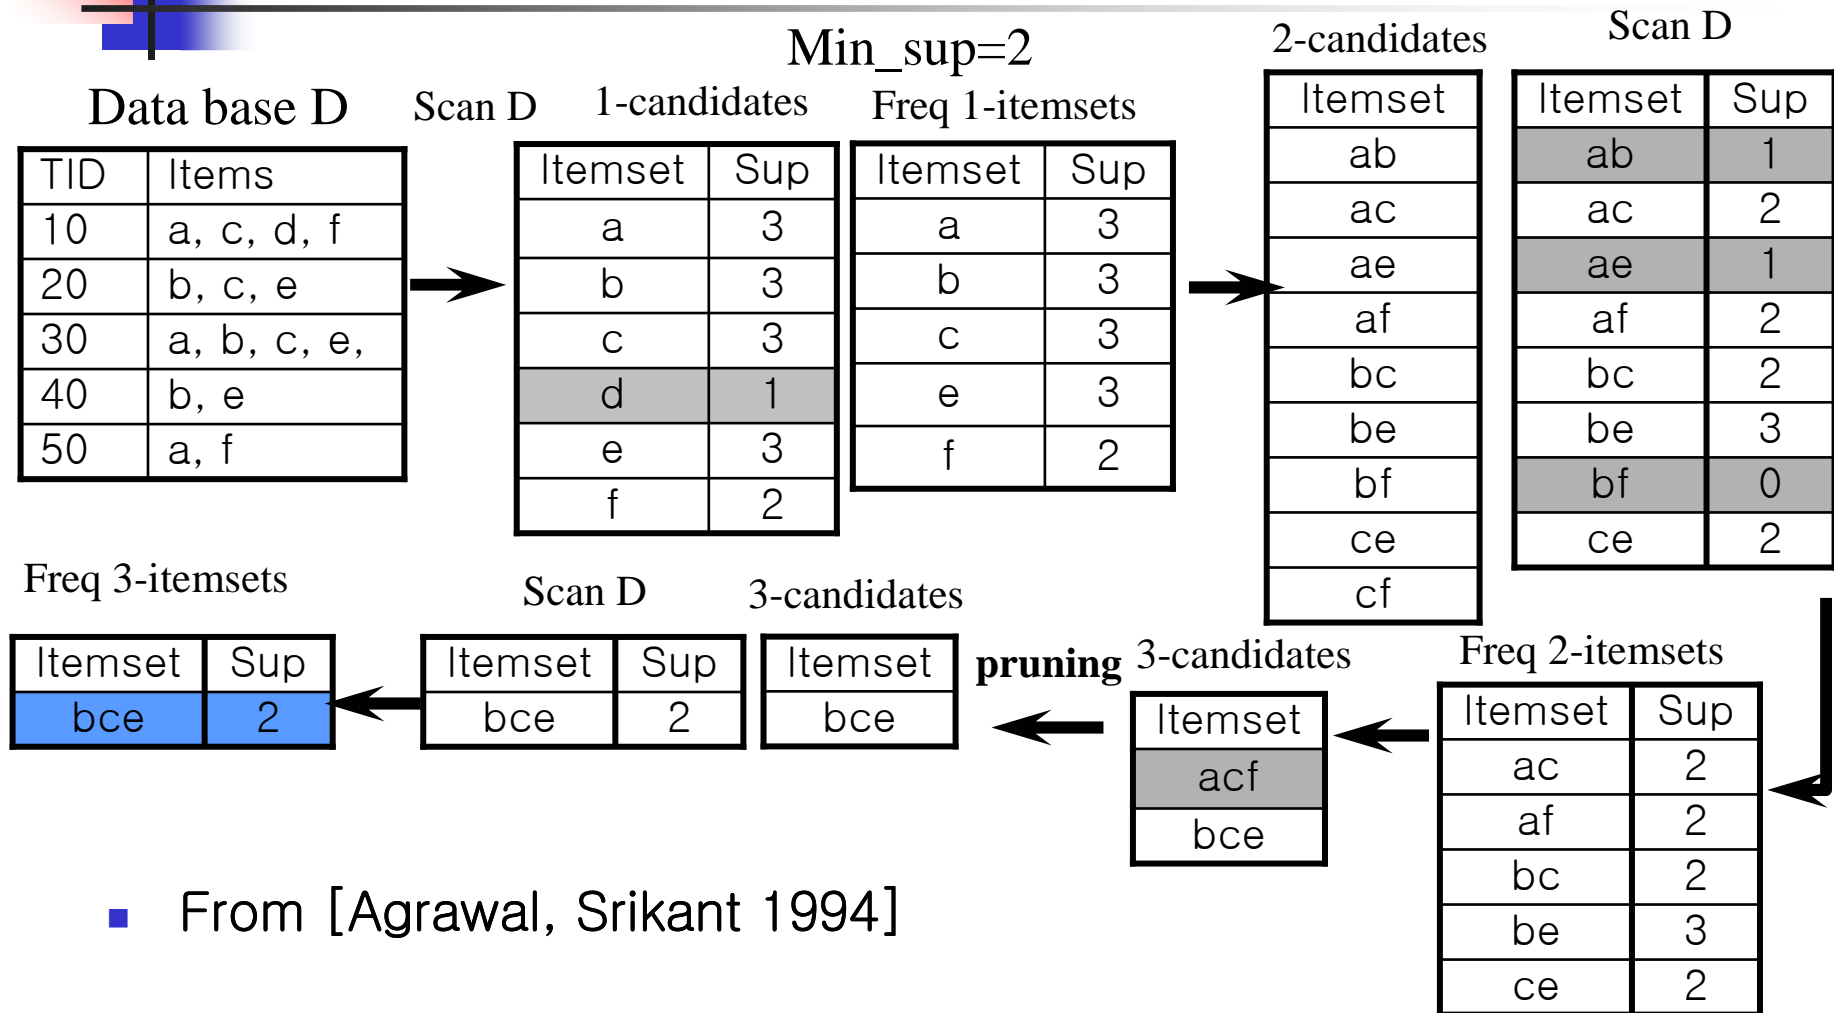 Min_sup=2
Data base D
TID Items
10 a, c, d, f
20 b, c, e
30 a, b, c, e,
40 b, e
50 a, f
Scan D
1-candidates
Itemset Sup
a 3
b 3
c 3
d 1
e 3
f 2
Freq 1-itemsets
Itemset Sup
a 3
b 3
c 3
e 3
f 2
2-candidates
Itemset
ab
ac
ae
af
bc
be
bf
ce
cf
Scan D
Itemset Sup
ab 1
ac 2
ae 1
af 2
bc 2
be 3
bf 0
ce 2
Freq 2-itemsets
Itemset Sup
ac 2
af 2
bc 2
be 3
ce 2
3-candidates
Itemset
acf
bce
pruning
3-candidates
Itemset
bce
Scan D
Itemset Sup
bce 2
Freq 3-itemsets
Itemset Sup
bce 2
From [Agrawal, Srikant 1994]